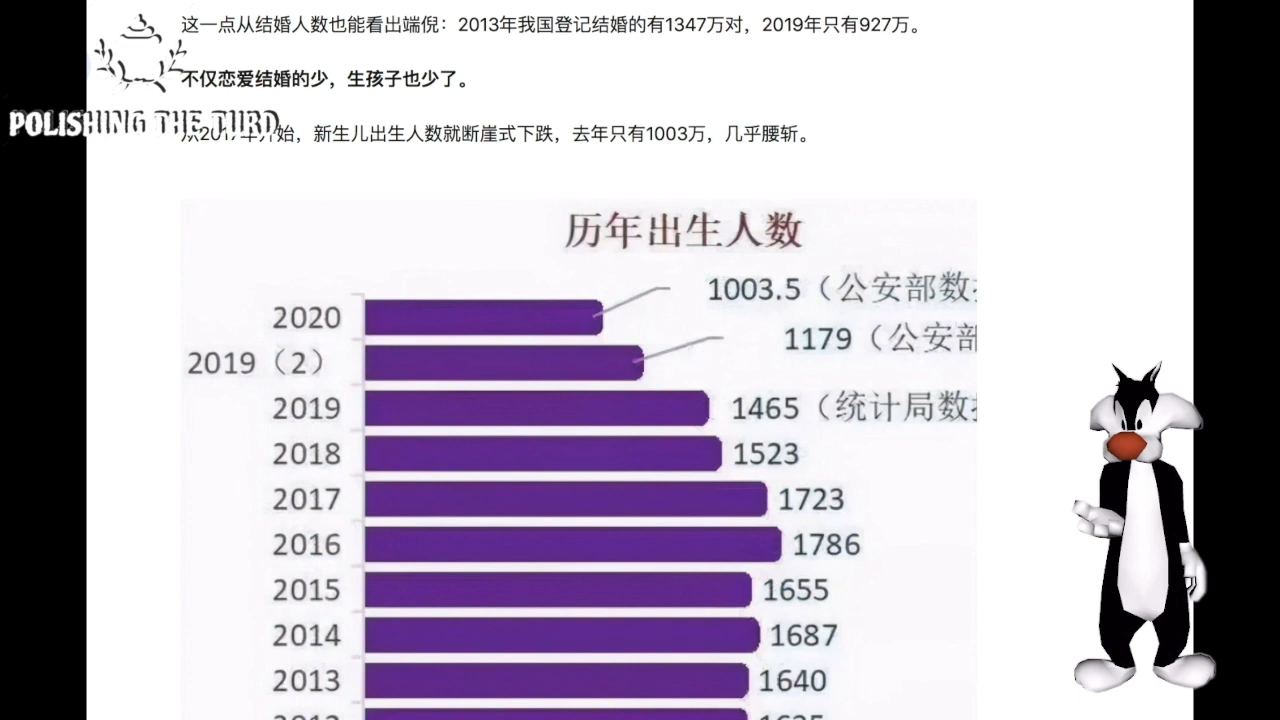 这一点从结婚人数也能看出端倪：2013年我国登记结婚的有1347万对，2019年只有927万。
不仅恋爱结婚的少，生孩子也少了。
POLISHING THE TURD
始，新生儿出生人数就断崖式下跌，去年只有1003万，几乎腰斩。
历年出生人数
2020 1003.5（公安部数
2019（2） 1179（公安部
2019 1465（统计局数
2018 1523
2017 1723
2016 1786
2015 1655
2014 1687
2013 1640